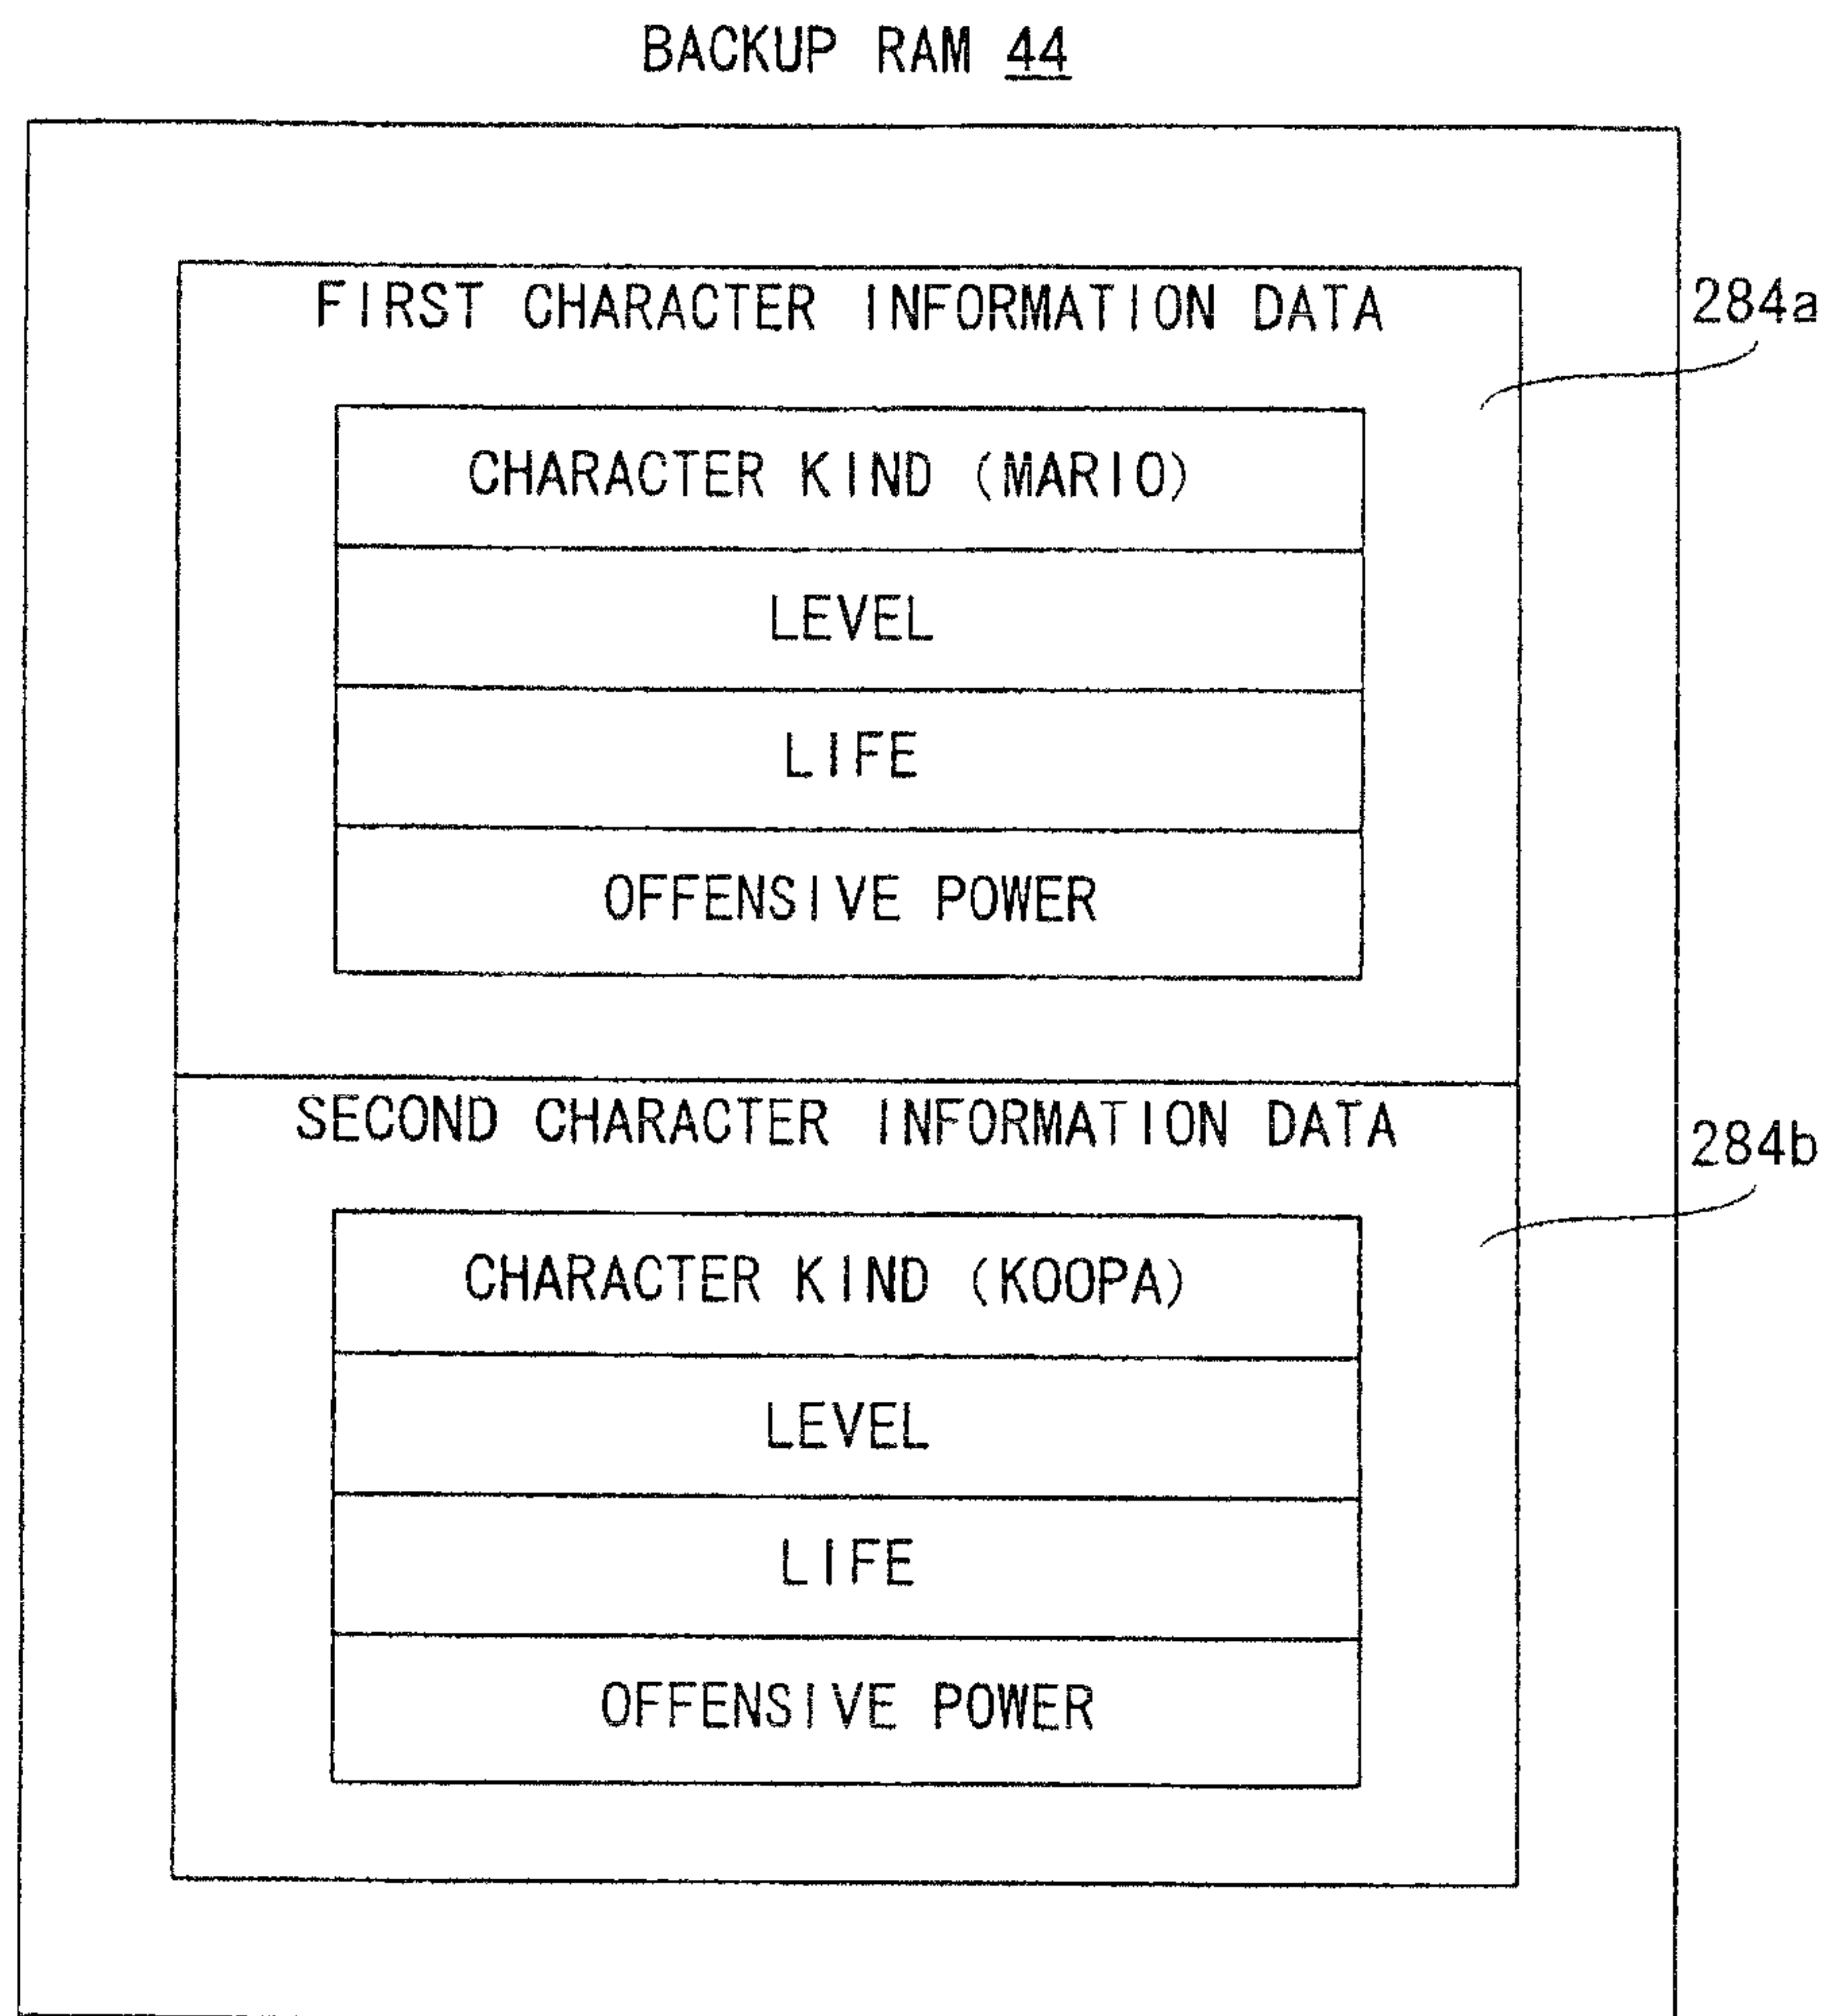 BACKUP RAM 44
FIRST CHARACTER INFORMATION DATA
284a
CHARACTER KIND (MARIO)
LEVEL
LIFE
OFFENSIVE POWER
SECOND CHARACTER INFORMATION DATA
284b
CHARACTER KIND (KOOPA)
LEVEL
LIFE
OFFENSIVE POWER